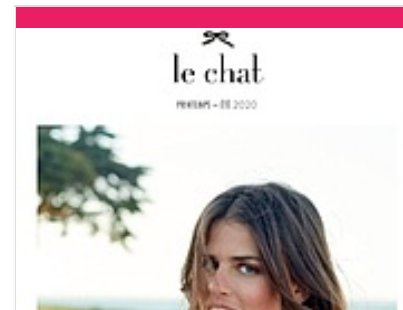 le chat
PRINTEMPS – ÉTÉ 2020